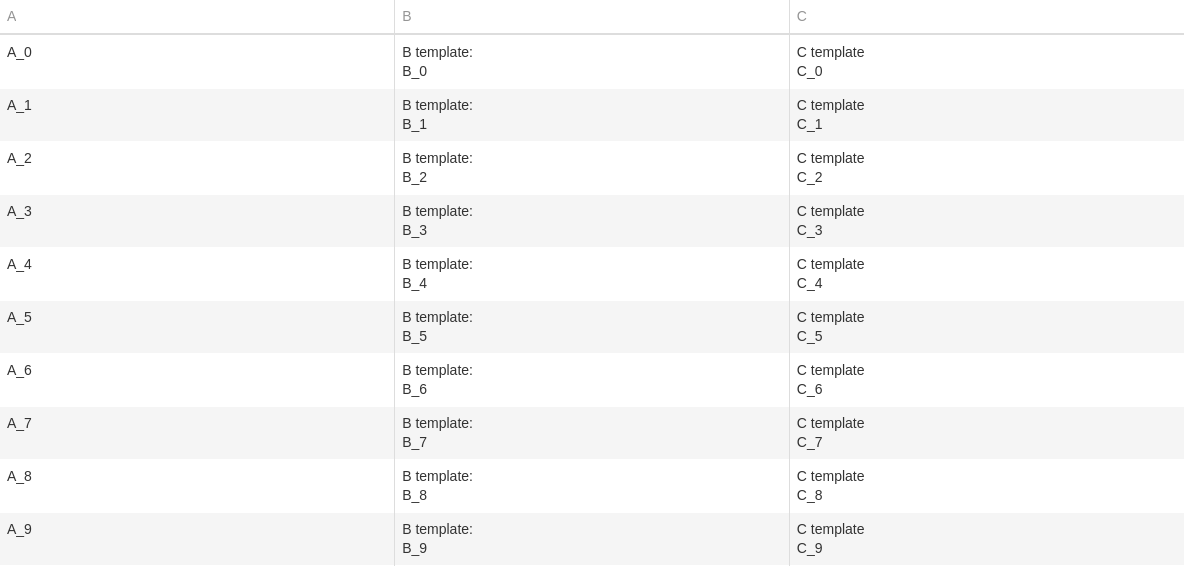 A
B
C
A_0
B template:
B_0
C template
C_0
A_1
B template:
B_1
C template
C_1
A_2
B template:
B_2
C template
C_2
A_3
B template:
B_3
C template
C_3
A_4
B template:
B_4
C template
C_4
A_5
B template:
B_5
C template
C_5
A_6
B template:
B_6
C template
C_6
A_7
B template:
B_7
C template
C_7
A_8
B template:
B_8
C template
C_8
A_9
B template:
B_9
C template
C_9